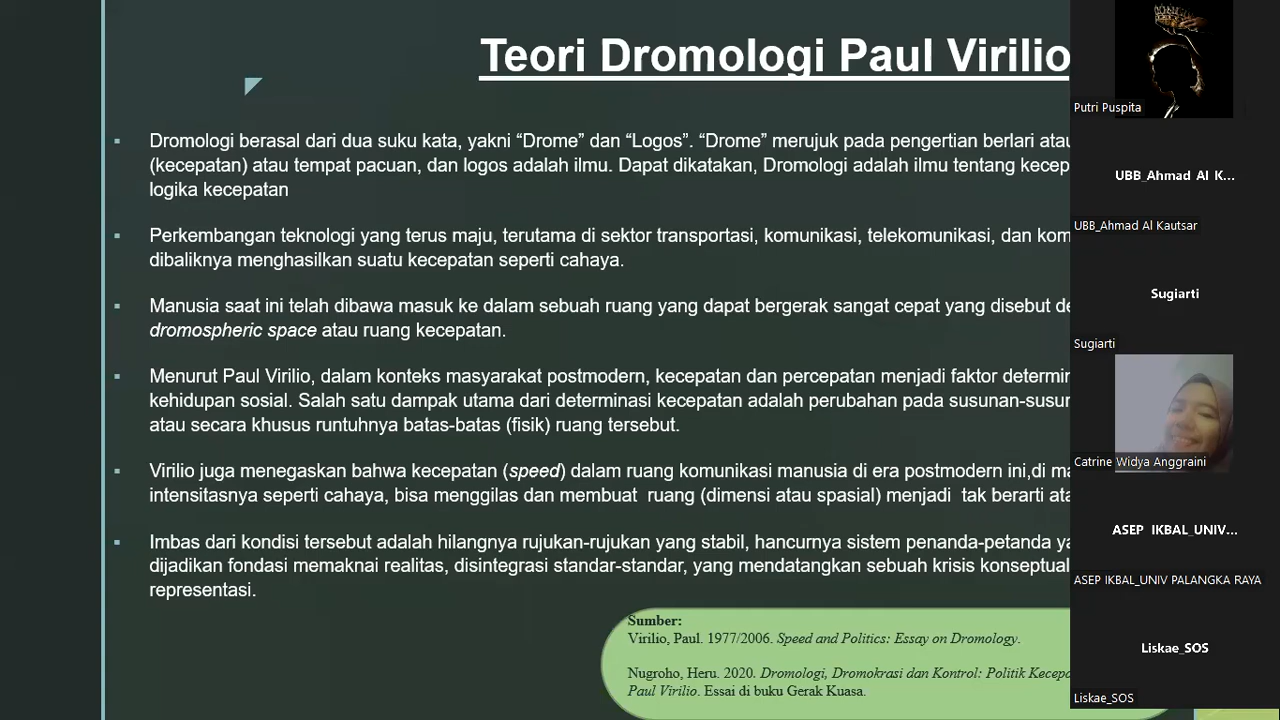 Teori Dromologi Paul Virilio
Dromologi berasal dari dua suku kata, yakni “Drome” dan “Logos”. “Drome” merujuk pada pengertian berlari atau
(kecepatan) atau tempat pacuan, dan logos adalah ilmu. Dapat dikatakan, Dromologi adalah ilmu tentang
logika kecepatan
Perkembangan teknologi yang terus maju, terutama di sektor transportasi, komunikasi, telekomunikasi, dan
dibaliknya menghasilkan suatu kecepatan seperti cahaya.
Manusia saat ini telah dibawa masuk ke dalam sebuah ruang yang dapat bergerak sangat cepat yang disebut
dromospheric space atau ruang kecepatan.
Menurut Paul Virilio, dalam konteks masyarakat postmodern, kecepatan dan percepatan menjadi faktor
kehidupan sosial. Salah satu dampak utama dari determinasi kecepatan adalah perubahan pada
atau secara khusus runtuhnya batas-batas (fisik) ruang tersebut.
Virilio juga menegaskan bahwa kecepatan (speed) dalam ruang komunikasi manusia di era postmodern ini,di
intensitasnya seperti cahaya, bisa menggilas dan membuat ruang (dimensi atau spasial) menjadi tak berarti
Imbas dari kondisi tersebut adalah hilangnya rujukan-rujukan yang stabil, hancurnya sistem penanda-petanda
dijadikan fondasi memaknai realitas, disintegrasi standar-standar, yang mendatangkan sebuah krisis konseptual
representasi.
Sumber:
Virilio, Paul. 1977/2006. Speed and Politics: Essay on Dromology.
Nugroho, Heru. 2020. Dromologi, Dromokrasi dan Kontrol: Politik
Paul Virilio. Essai di buku Gerak Kuasa.
Putri Puspita
UBB_Ahmad Al K...
UBB_Ahmad Al Kautsar
Sugiarti
Sugiarti
Catrine Widya Anggraini
ASEP IKBAL_UNIV...
ASEP IKBAL_UNIV PALANGKA RAYA
Liskae_SOS
Liskae_SOS